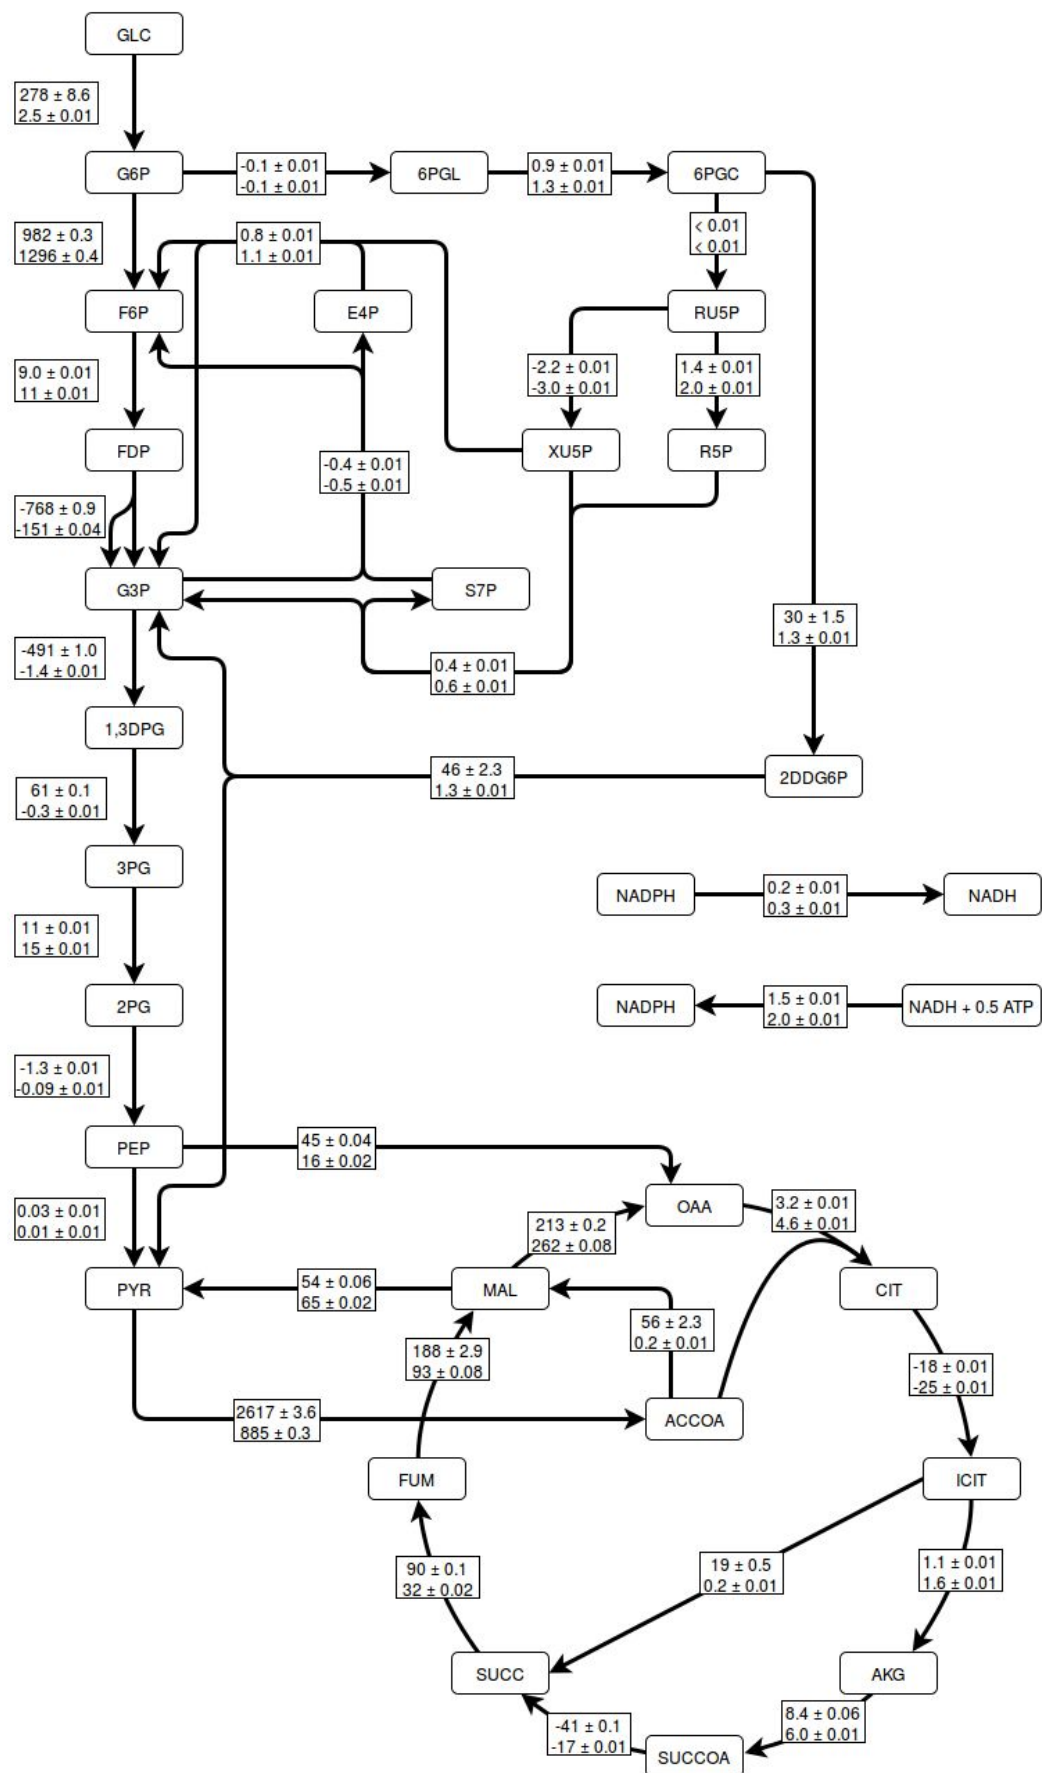 GLC
278 ± 8.6
2.5 ± 0.01
G6P
-0.1 ± 0.01
-0.1 ± 0.01
6PGL
0.9 ± 0.01
1.3 ± 0.01
6PGC
982 ± 0.3
1296 ± 0.4
0.8 ± 0.01
1.1 ± 0.01
< 0.01
< 0.01
F6P
E4P
RU5P
9.0 ± 0.01
11 ± 0.01
-2.2 ± 0.01
-3.0 ± 0.01
1.4 ± 0.01
2.0 ± 0.01
FDP
XU5P
R5P
-768 ± 0.9
-151 ± 0.04
-0.4 ± 0.01
-0.5 ± 0.01
G3P
S7P
30 ± 1.5
1.3 ± 0.01
-491 ± 1.0
-1.4 ± 0.01
0.4 ± 0.01
0.6 ± 0.01
1,3DPG
46 ± 2.3
1.3 ± 0.01
2DDG6P
61 ± 0.1
-0.3 ± 0.01
3PG
NADPH
0.2 ± 0.01
0.3 ± 0.01
NADH
11 ± 0.01
15 ± 0.01
2PG
NADPH
1.5 ± 0.01
2.0 ± 0.01
NADH + 0.5 ATP
-1.3 ± 0.01
-0.09 ± 0.01
PEP
45 ± 0.04
16 ± 0.02
OAA
3.2 ± 0.01
4.6 ± 0.01
0.03 ± 0.01
0.01 ± 0.01
213 ± 0.2
262 ± 0.08
PYR
54 ± 0.06
65 ± 0.02
MAL
CIT
56 ± 2.3
0.2 ± 0.01
188 ± 2.9
93 ± 0.08
-18 ± 0.01
-25 ± 0.01
2617 ± 3.6
885 ± 0.3
ACCOA
FUM
ICIT
90 ± 0.1
32 ± 0.02
19 ± 0.5
0.2 ± 0.01
1.1 ± 0.01
1.6 ± 0.01
SUCC
AKG
-41 ± 0.1
-17 ± 0.01
8.4 ± 0.06
6.0 ± 0.01
SUCCOA